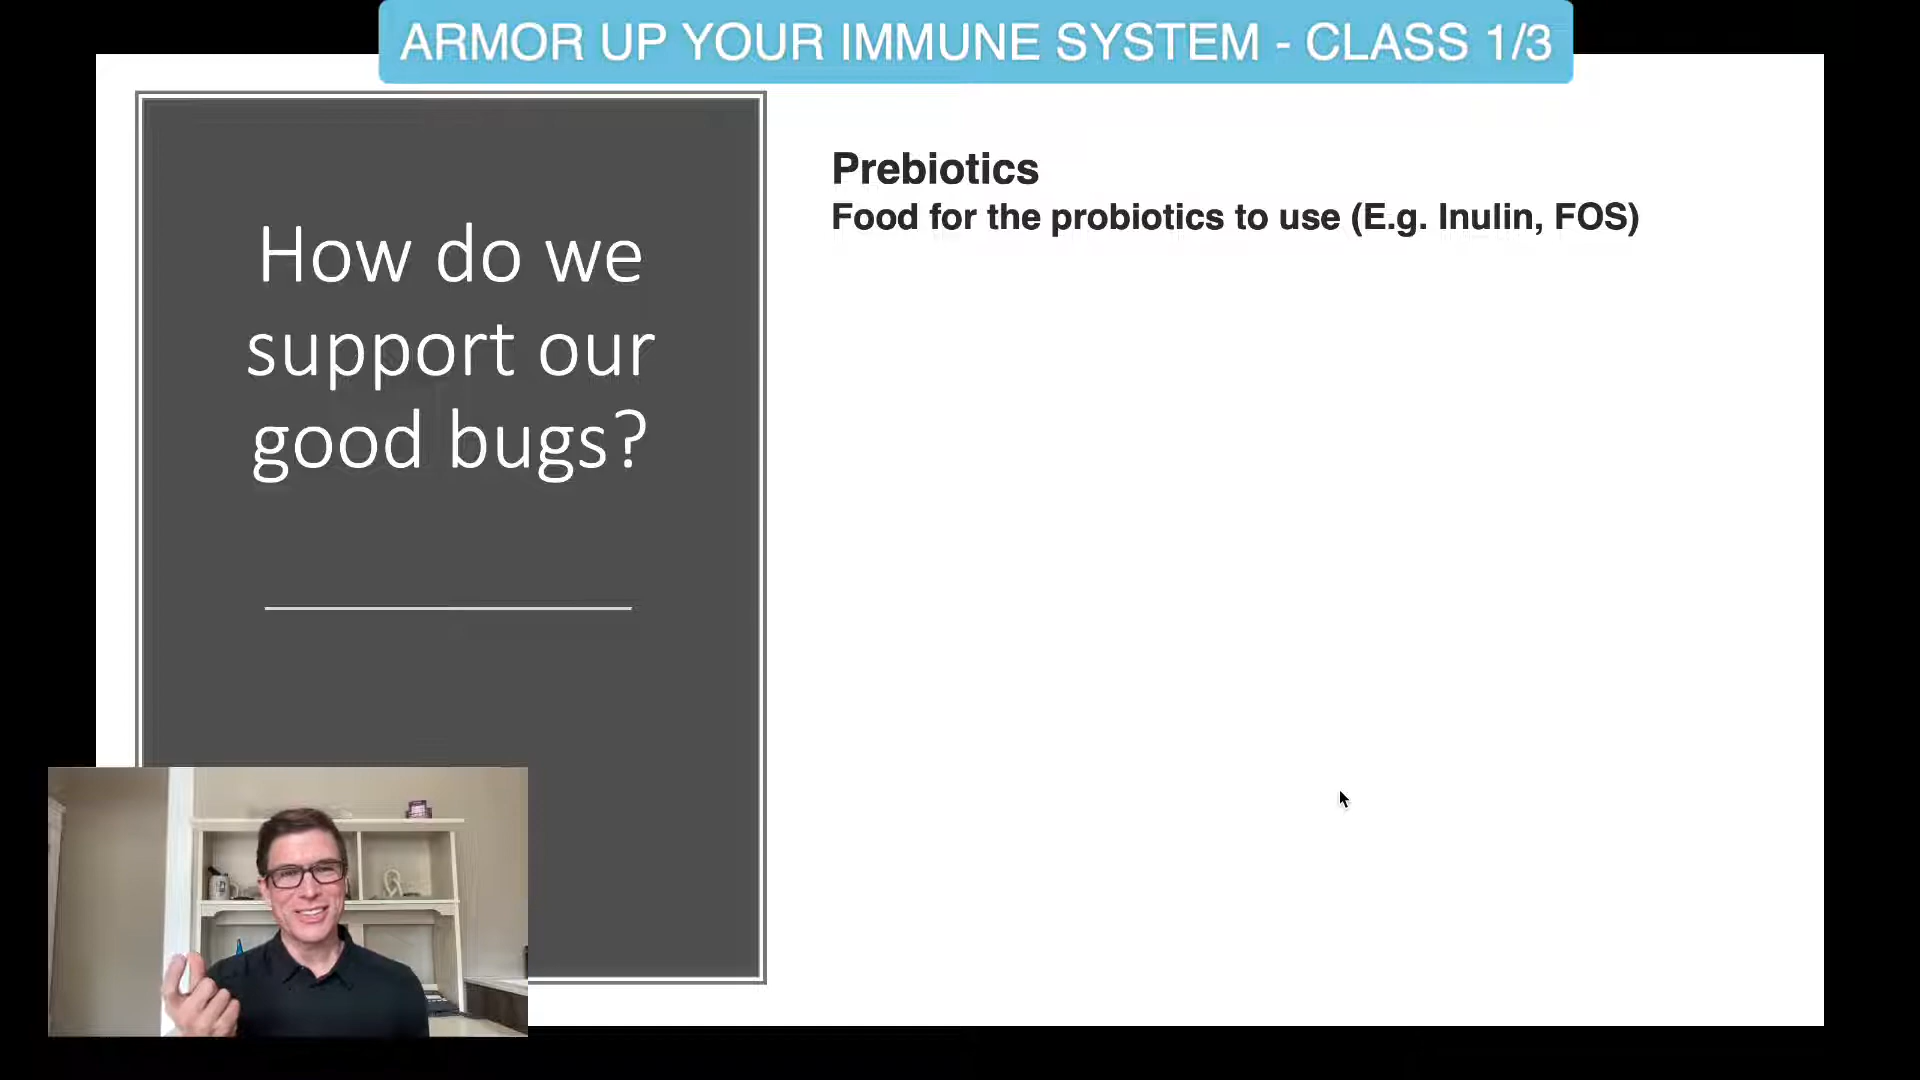 ARMOR UP YOUR IMMUNE SYSTEM - CLASS 1/3
How do we
support our
good bugs?
Prebiotics
Food for the probiotics to use (E.g. Inulin, FOS)